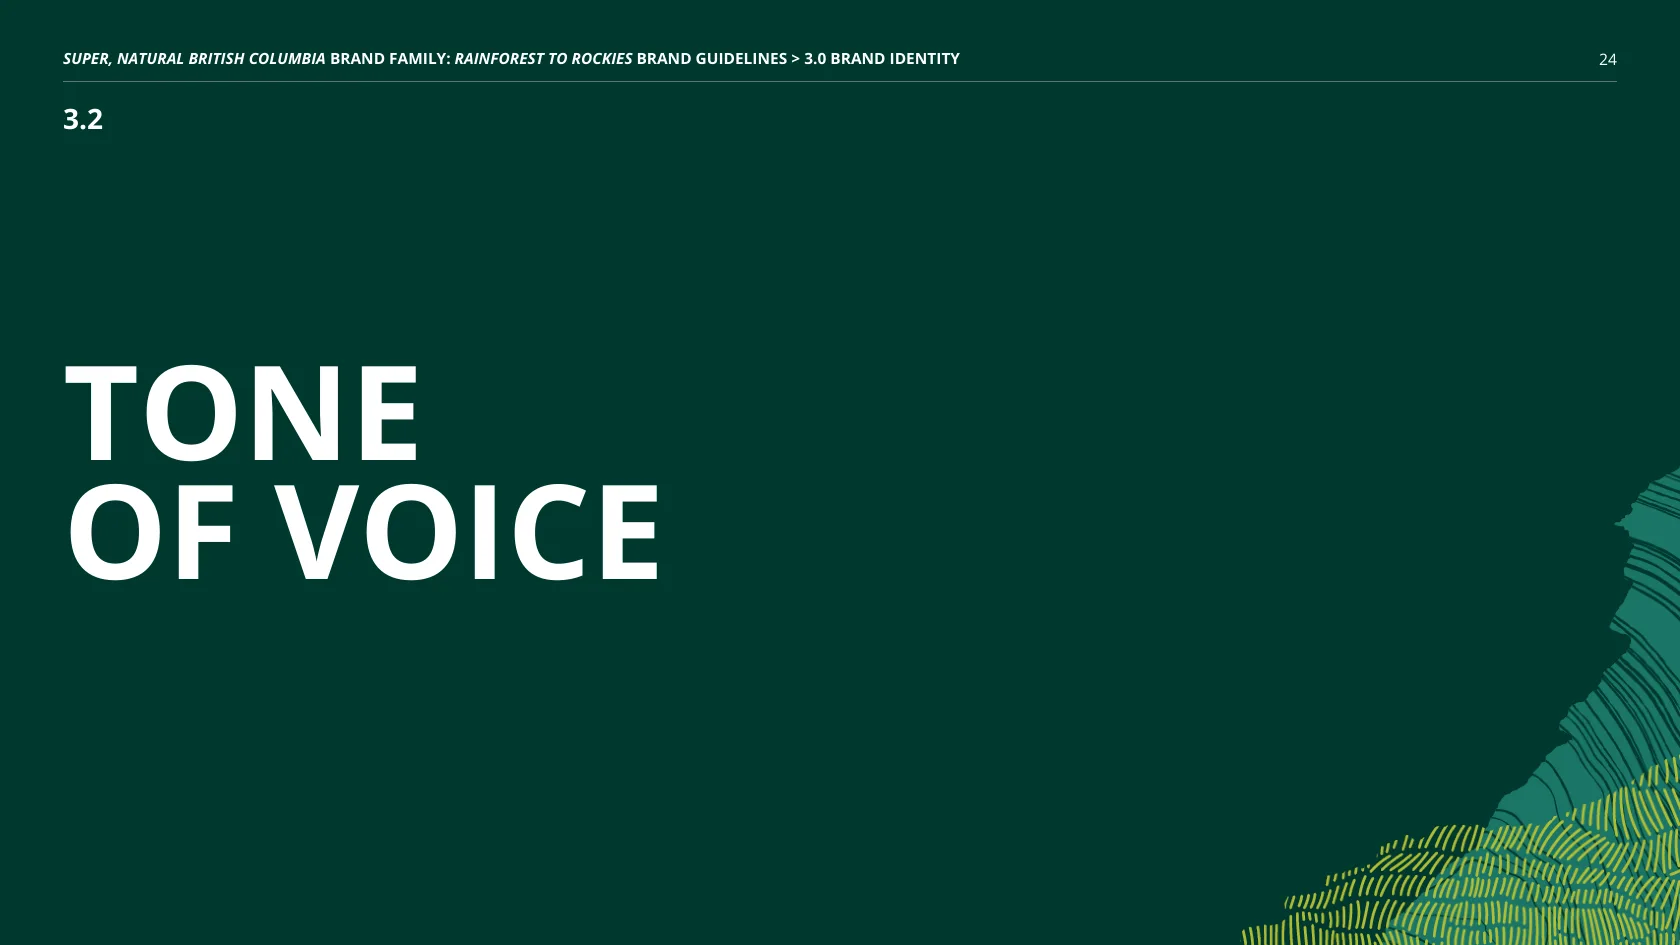 SUPER, NATURAL BRITISH COLUMBIA BRAND FAMILY: RAINFOREST TO ROCKIES BRAND GUIDELINES > 3.0 BRAND IDENTITY
24
3.2
TONE
OF VOICE